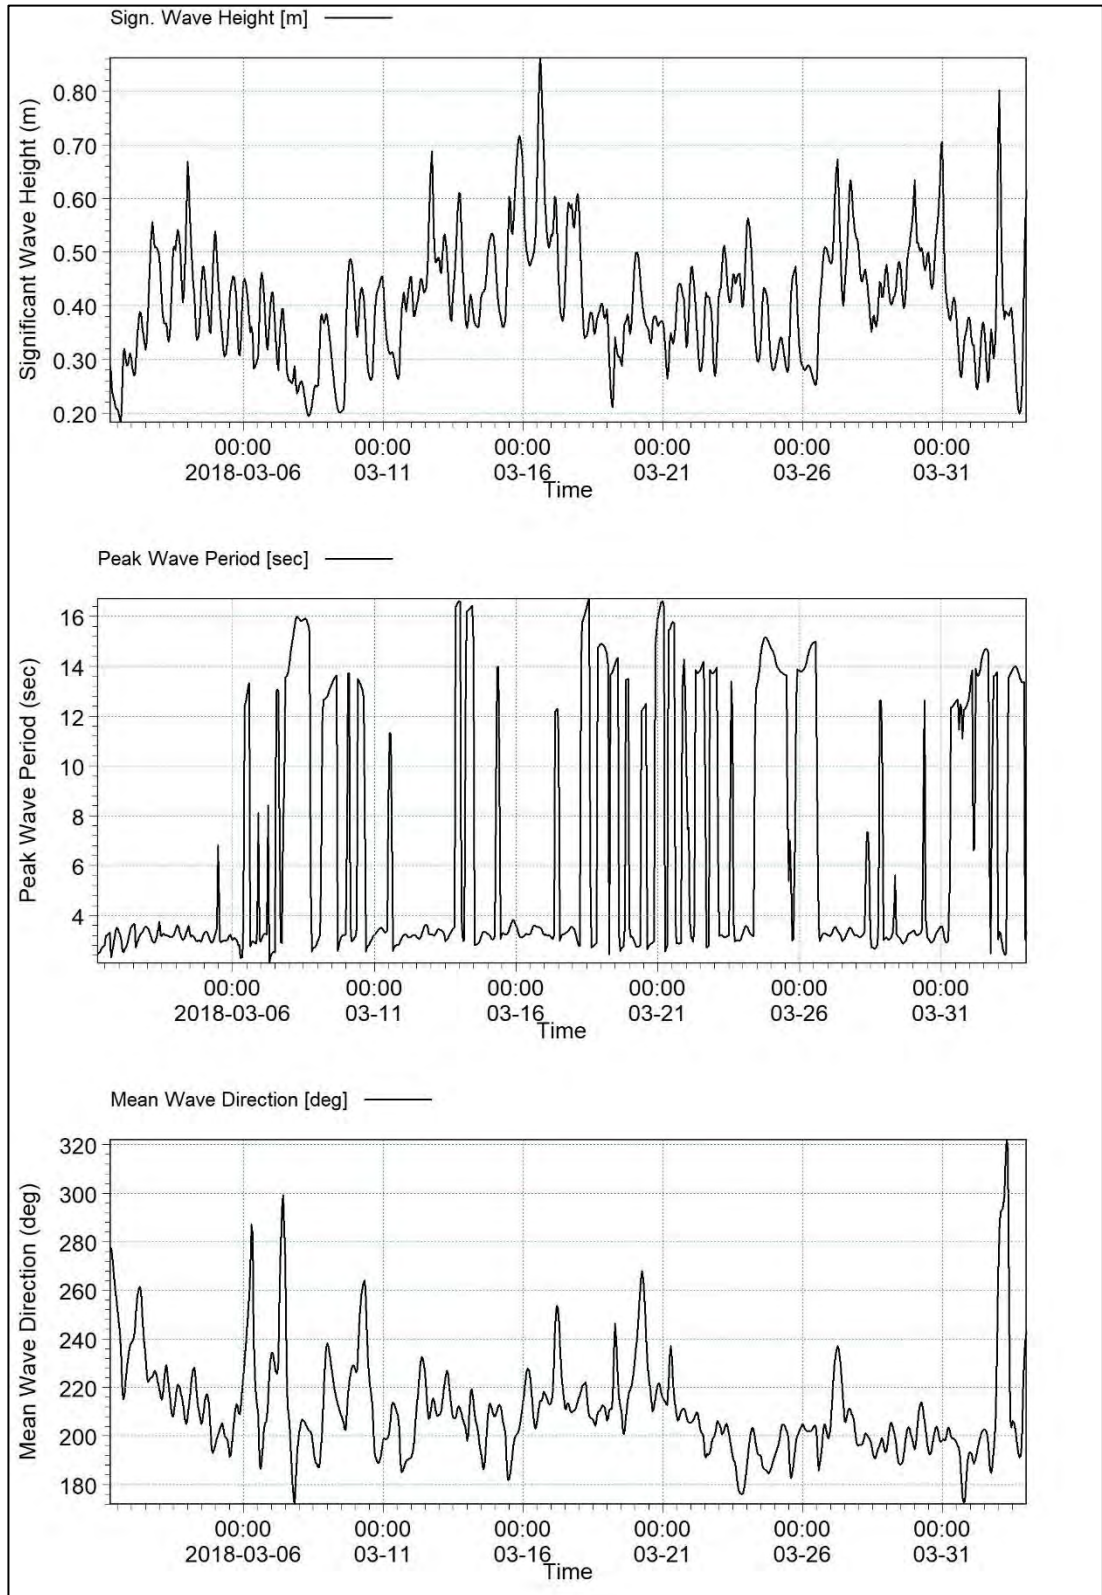 Sign. Wave Height [m]
Significant Wave Height (m)
0.80
0.70
0.60
0.50
0.40
0.30
0.20
00:00 00:00 00:00 00:00 00:00 00:00
2018-03-06 03-11 03-16 03-21 03-26 03-31
Time
Peak Wave Period [sec]
Peak Wave Period (sec)
16
14
12
10
8
6
4
00:00 00:00 00:00 00:00 00:00 00:00
2018-03-06 03-11 03-16 03-21 03-26 03-31
Time
Mean Wave Direction [deg]
Mean Wave Direction (deg)
320
300
280
260
240
220
200
180
00:00 00:00 00:00 00:00 00:00 00:00
2018-03-06 03-11 03-16 03-21 03-26 03-31
Time